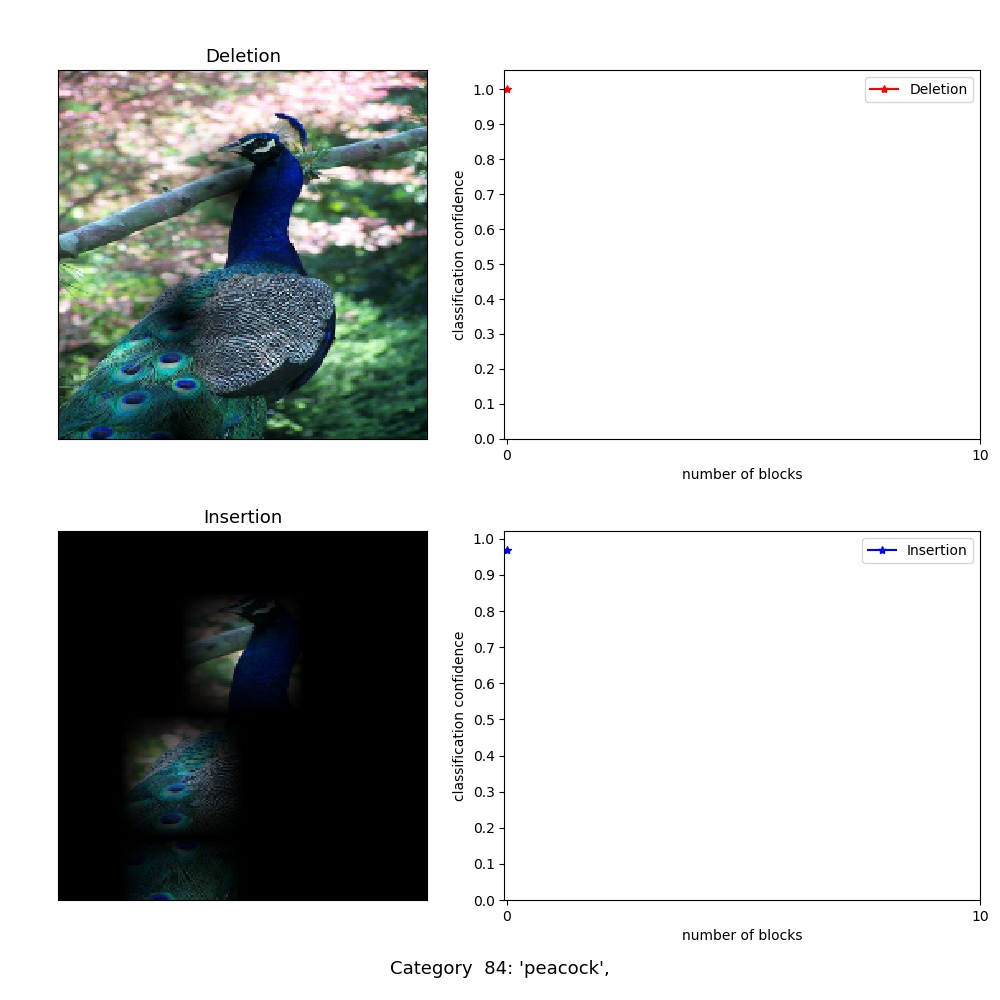 Deletion
1.0
0.9
0.8
0.7
0.6
0.5
0.4
0.3
0.2
0.1
0.0
classification confidence
Deletion
0
10
number of blocks
Insertion
1.0
0.9
0.8
0.7
0.6
0.5
0.4
0.3
0.2
0.1
0.0
classification confidence
Insertion
0
10
number of blocks
Category  84: 'peacock',